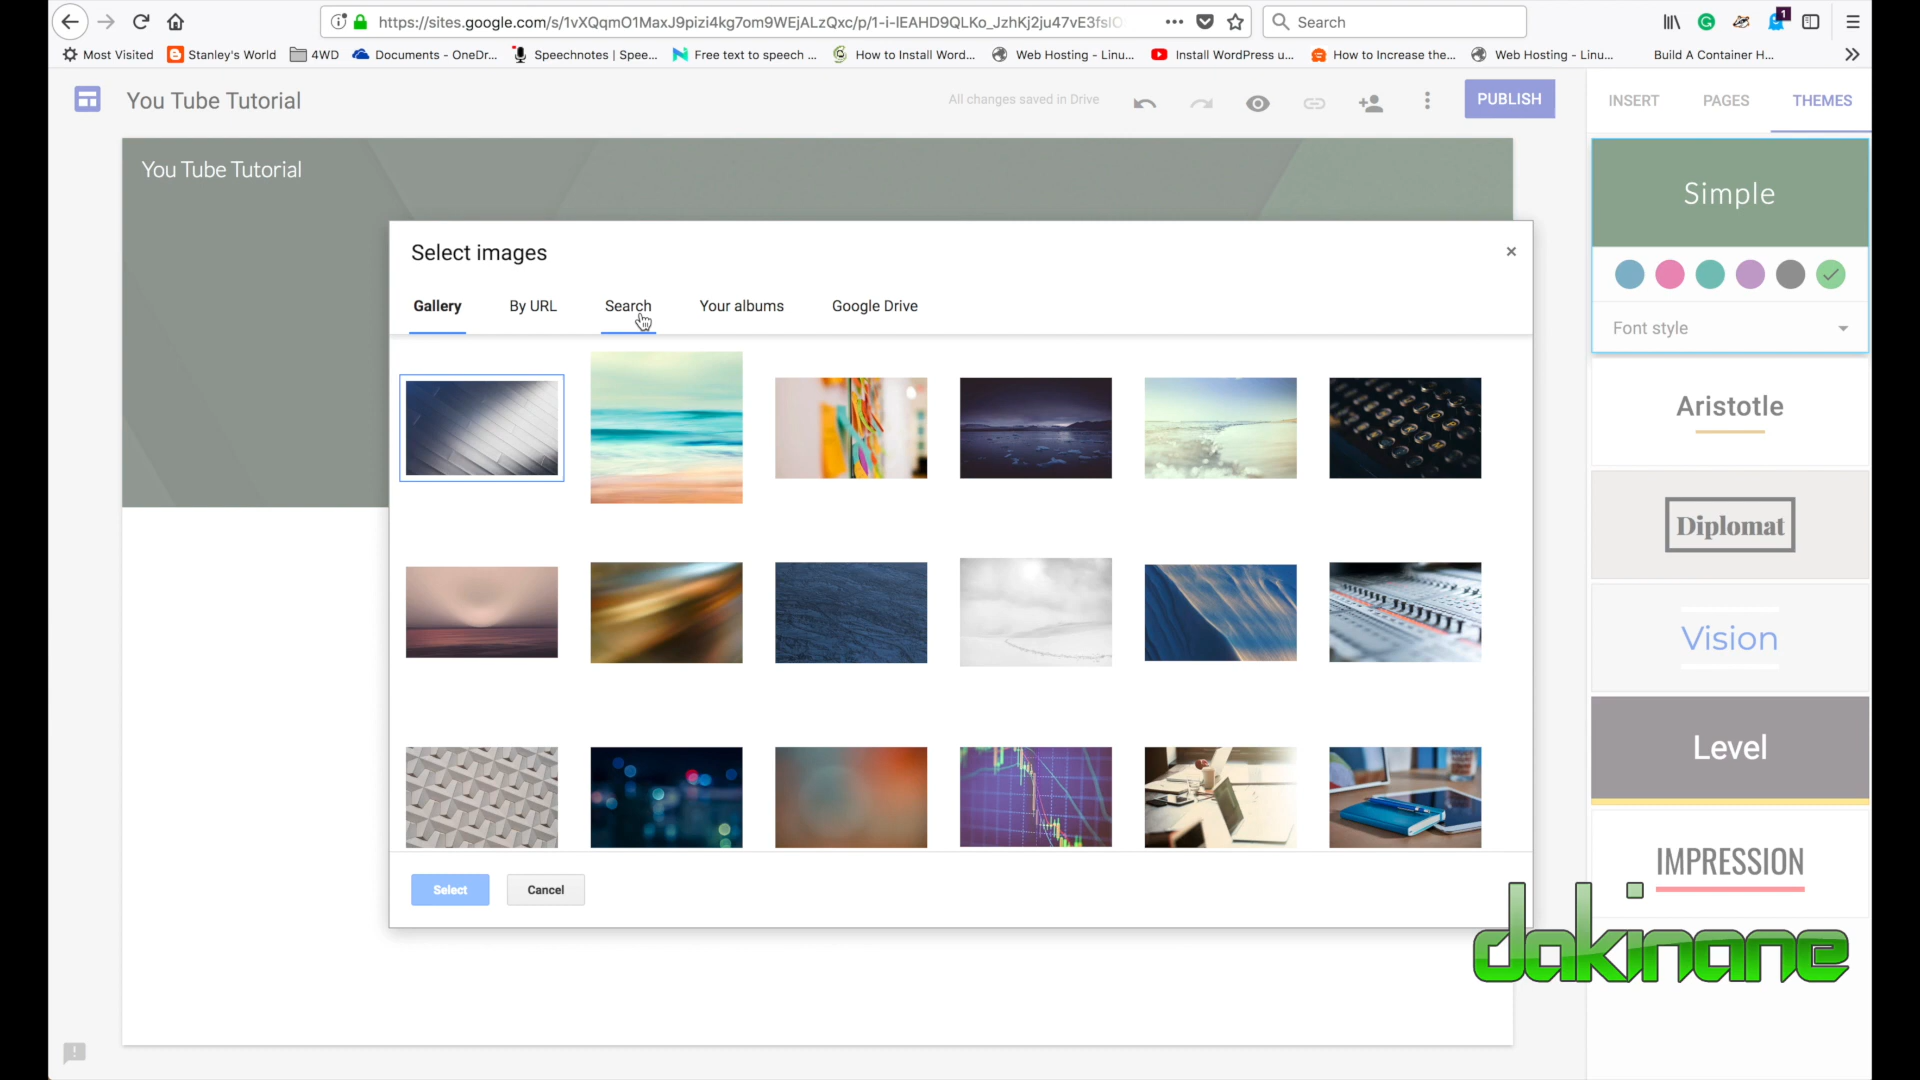 https://sites.google.com/s/1vXQqmO1MaxJ9pizi4kg7om9WEjALzQxc/p/1-i-IEAHD9QLKo_JzhKj2ju47vE3fsIO
Search
1
Most Visited
Stanley's World
4WD
Documents - OneDr...
Speechnotes | Spee...
Free text to speech ...
How to Install Word...
Web Hosting - Linu...
Install WordPress u...
How to Increase the...
Web Hosting - Linu...
Build A Container H...
You Tube Tutorial
All changes saved in Drive
PUBLISH
INSERT
PAGES
THEMES
You Tube Tutorial
Select images
Gallery
By URL
Search
Your albums
Google Drive
Select
Cancel
Simple
Font style
Aristotle
Diplomat
Vision
Level
IMPRESSION
dakinane